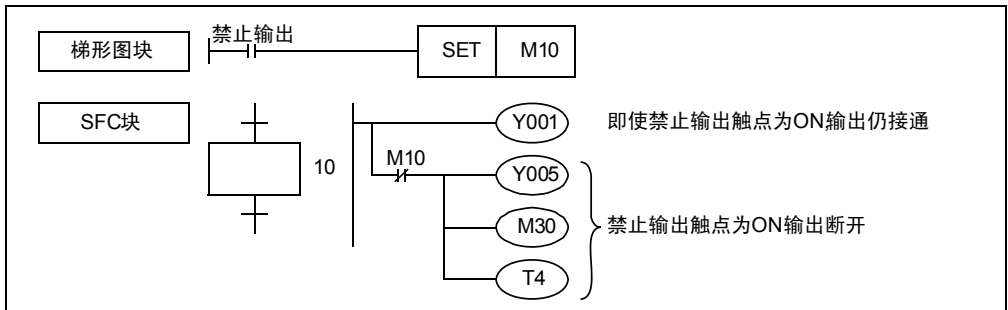 禁止输出
梯形图块 SET M10
SFC块 Y001 即使禁止输出触点为ON输出仍接通
10 M10 Y005
M30 禁止输出触点为ON输出断开
T4